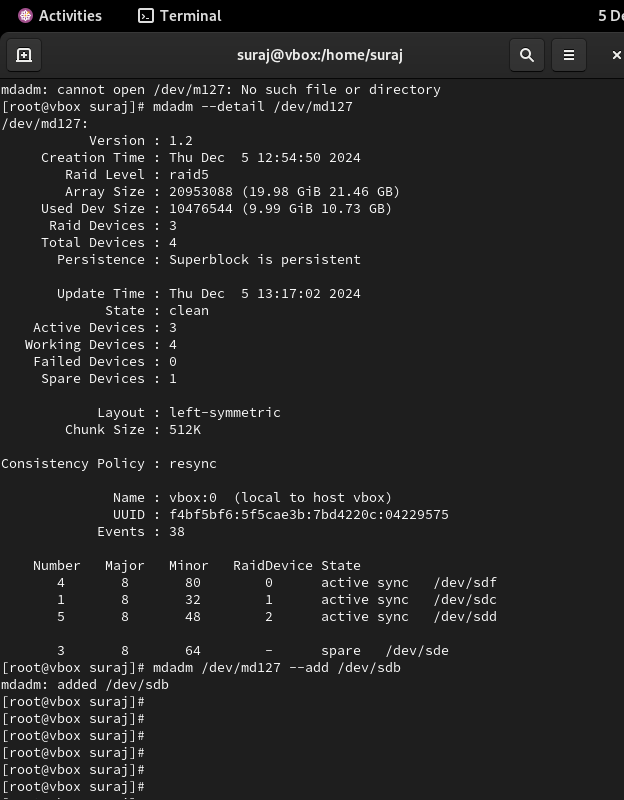 Activities Terminal 5 De
suraj@vbox:/home/suraj
mdadm: cannot open /dev/m127: No such file or directory
[root@vbox suraj]# mdadm --detail /dev/md127
/dev/md127:
           Version : 1.2
     Creation Time : Thu Dec  5 12:54:50 2024
        Raid Level : raid5
        Array Size : 20953088 (19.98 GiB 21.46 GB)
     Used Dev Size : 10476544 (9.99 GiB 10.73 GB)
      Raid Devices : 3
     Total Devices : 4
       Persistence : Superblock is persistent

       Update Time : Thu Dec  5 13:17:02 2024
             State : clean
    Active Devices : 3
   Working Devices : 4
    Failed Devices : 0
     Spare Devices : 1

            Layout : left-symmetric
        Chunk Size : 512K

Consistency Policy : resync

              Name : vbox:0  (local to host vbox)
              UUID : f4bf5bf6:5f5cae3b:7bd4220c:04229575
            Events : 38

    Number   Major   Minor   RaidDevice State
       4       8       80        0      active sync   /dev/sdf
       1       8       32        1      active sync   /dev/sdc
       5       8       48        2      active sync   /dev/sdd

       3       8       64        -      spare   /dev/sde
[root@vbox suraj]# mdadm /dev/md127 --add /dev/sdb
mdadm: added /dev/sdb
[root@vbox suraj]#
[root@vbox suraj]#
[root@vbox suraj]#
[root@vbox suraj]#
[root@vbox suraj]#
[root@vbox suraj]#